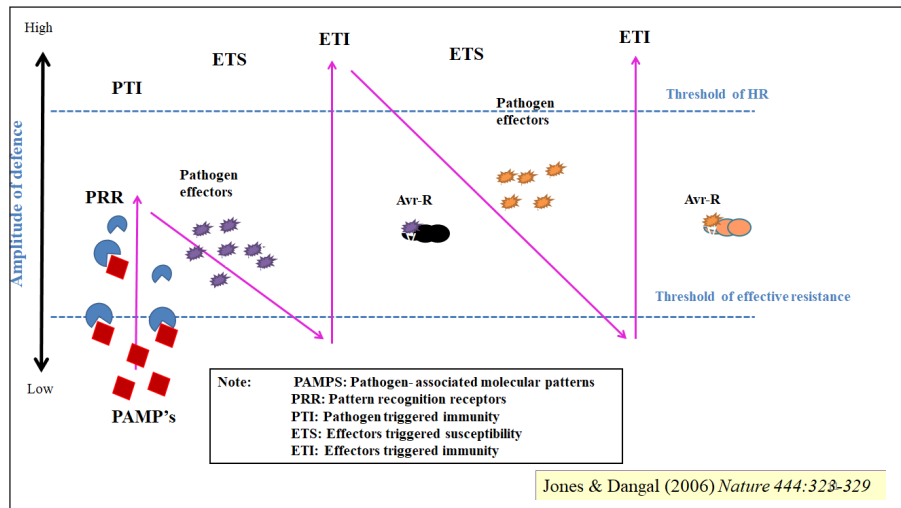 High
ETI
ETI
ETS
ETS
PTI
Threshold of HR
Pathogen
effectors
Amplitude of defence
Pathogen
effectors
PRR
Avr-R
Avr-R
Threshold of effective resistance
Low
PAMP's
Note: PAMPS: Pathogen- associated molecular patterns
PRR: Pattern recognition receptors
PTI: Pathogen triggered immunity
ETS: Effectors triggered susceptibility
ETI: Effectors triggered immunity
Jones & Dangal (2006) Nature 444:323-329